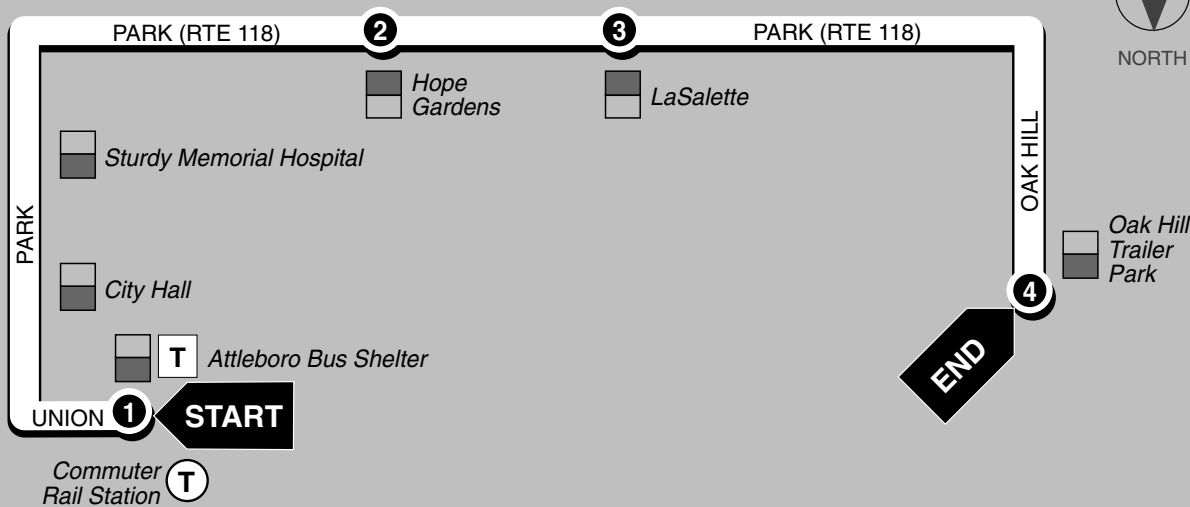 PARK (RTE 118)
2
3
PARK (RTE 118)
NORTH
Hope
Gardens
LaSalette
Sturdy Memorial Hospital
OAK HILL
PARK
Oak Hill
Trailer
Park
City Hall
4
T
Attleboro Bus Shelter
END
UNION
1
START
Commuter
Rail Station
T